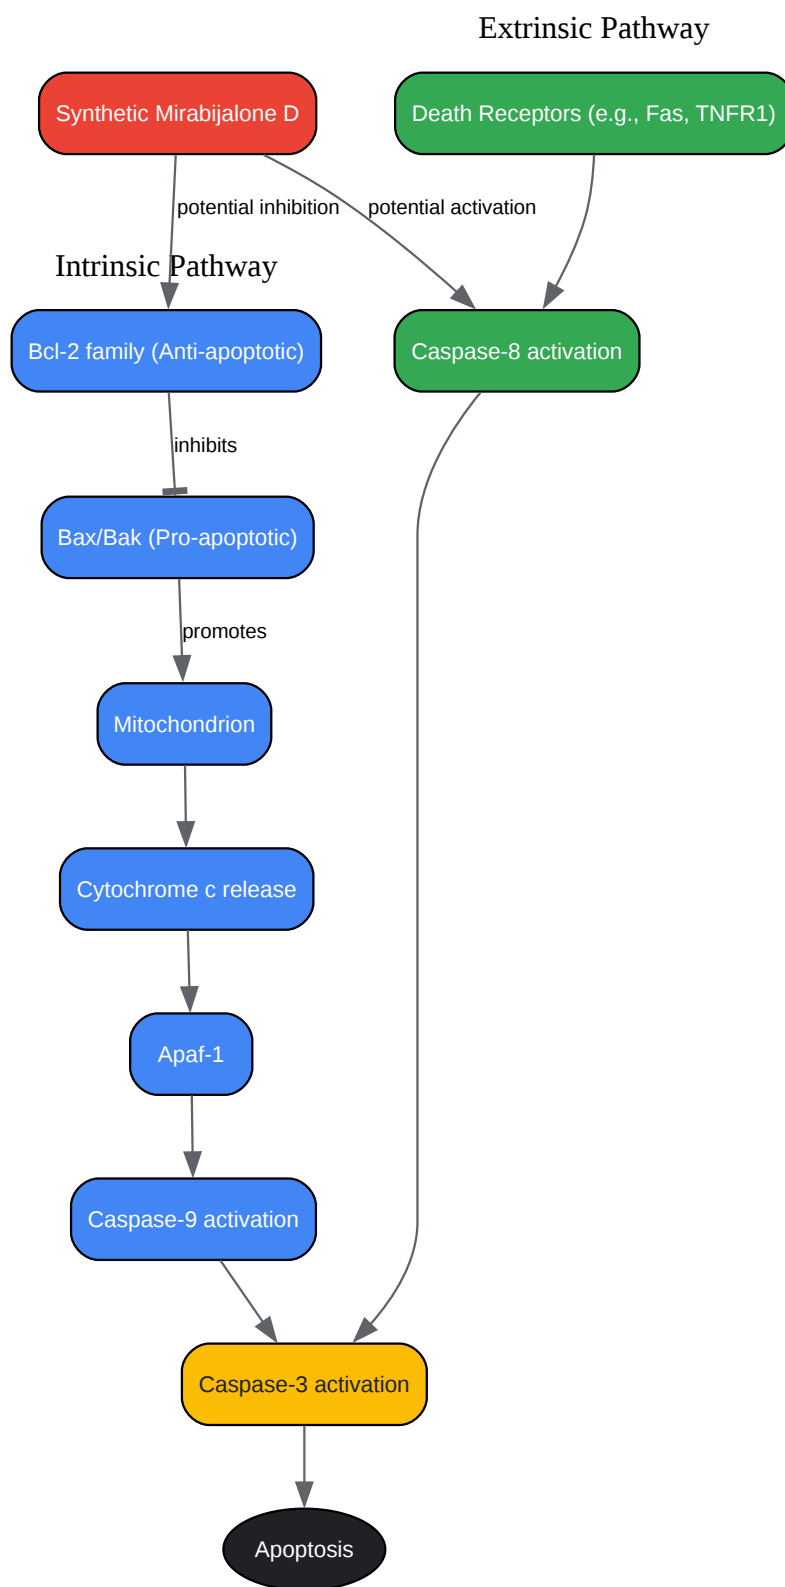 Extrinsic Pathway
Synthetic Mirabijalone D
Death Receptors (e.g., Fas, TNFR1)
potential inhibition
potential activation
Intrinsic Pathway
Bcl-2 family (Anti-apoptotic)
Caspase-8 activation
inhibits
Bax/Bak (Pro-apoptotic)
promotes
Mitochondrion
Cytochrome c release
Apaf-1
Caspase-9 activation
Caspase-3 activation
Apoptosis